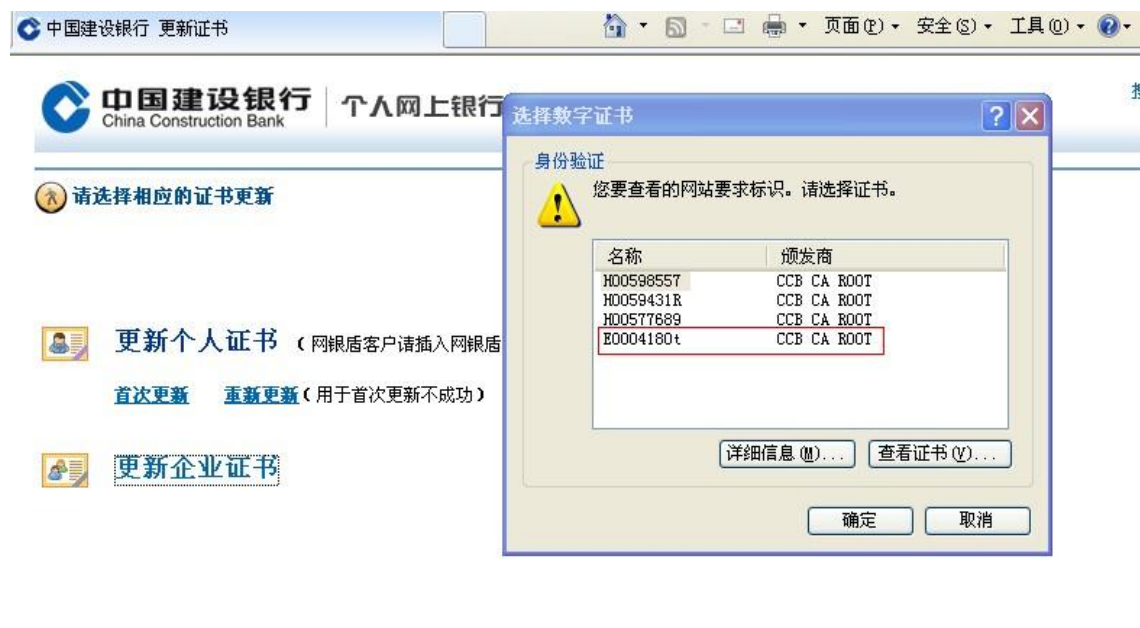 中国建设银行 更新证书
页面(P) 安全(S) 工具(O)
中国建设银行
China Construction Bank
个人网上银行
请选择相应的证书更新
更新个人证书 (网银盾客户请插入网银盾
首次更新 重新更新(用于首次更新不成功)
更新企业证书
选择数字证书
身份验证
您要查看的网站要求标识。请选择证书。
名称 颁发商
H00598557 CCB CA ROOT
H0059431R CCB CA ROOT
H00577689 CCB CA ROOT
E0004180t CCB CA ROOT
详细信息(M)... 查看证书(V)...
确定 取消